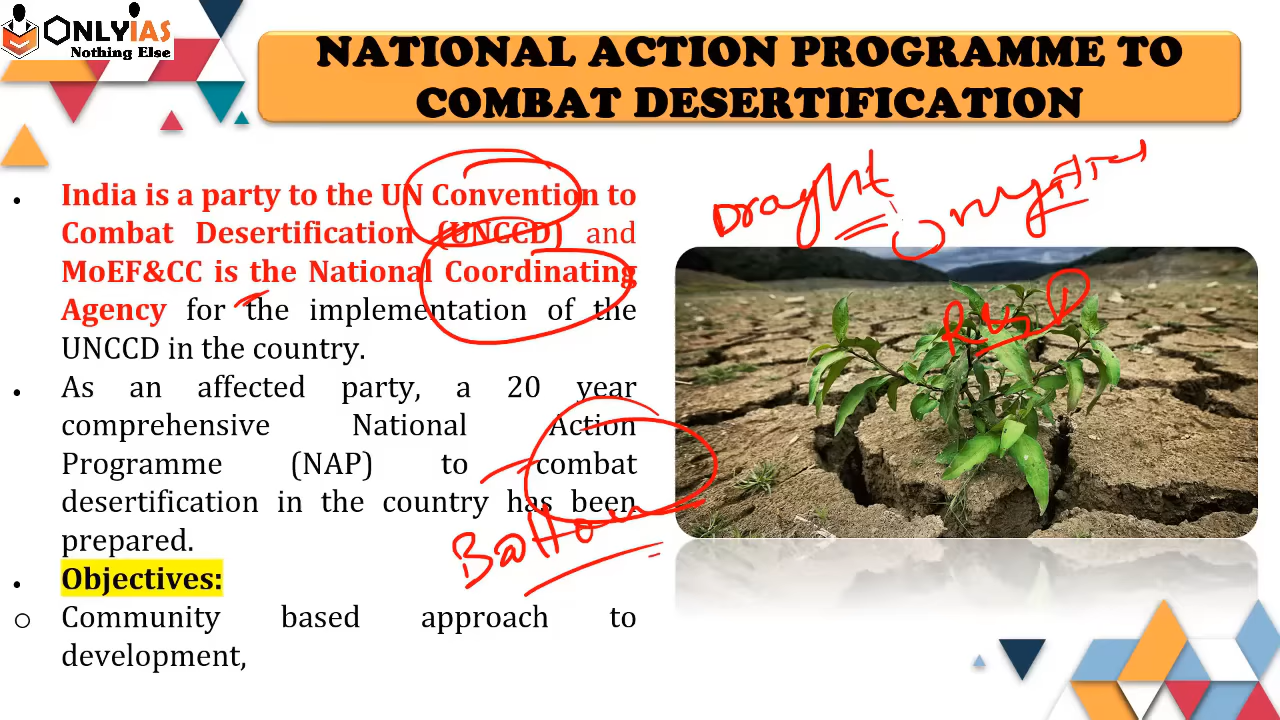 ONLYIAS
Nothing Else
NATIONAL ACTION PROGRAMME TO
COMBAT DESERTIFICATION
• India is a party to the UN Convention to
Combat Desertification (UNCCD) and
MoEF&CC is the National Coordinating
Agency for the implementation of the
UNCCD in the country.
• As an affected party, a 20 year
comprehensive National Action
Programme (NAP) to combat
desertification in the country has been
prepared.
• Objectives:
o Community based approach to
development,
Draght
Bottom